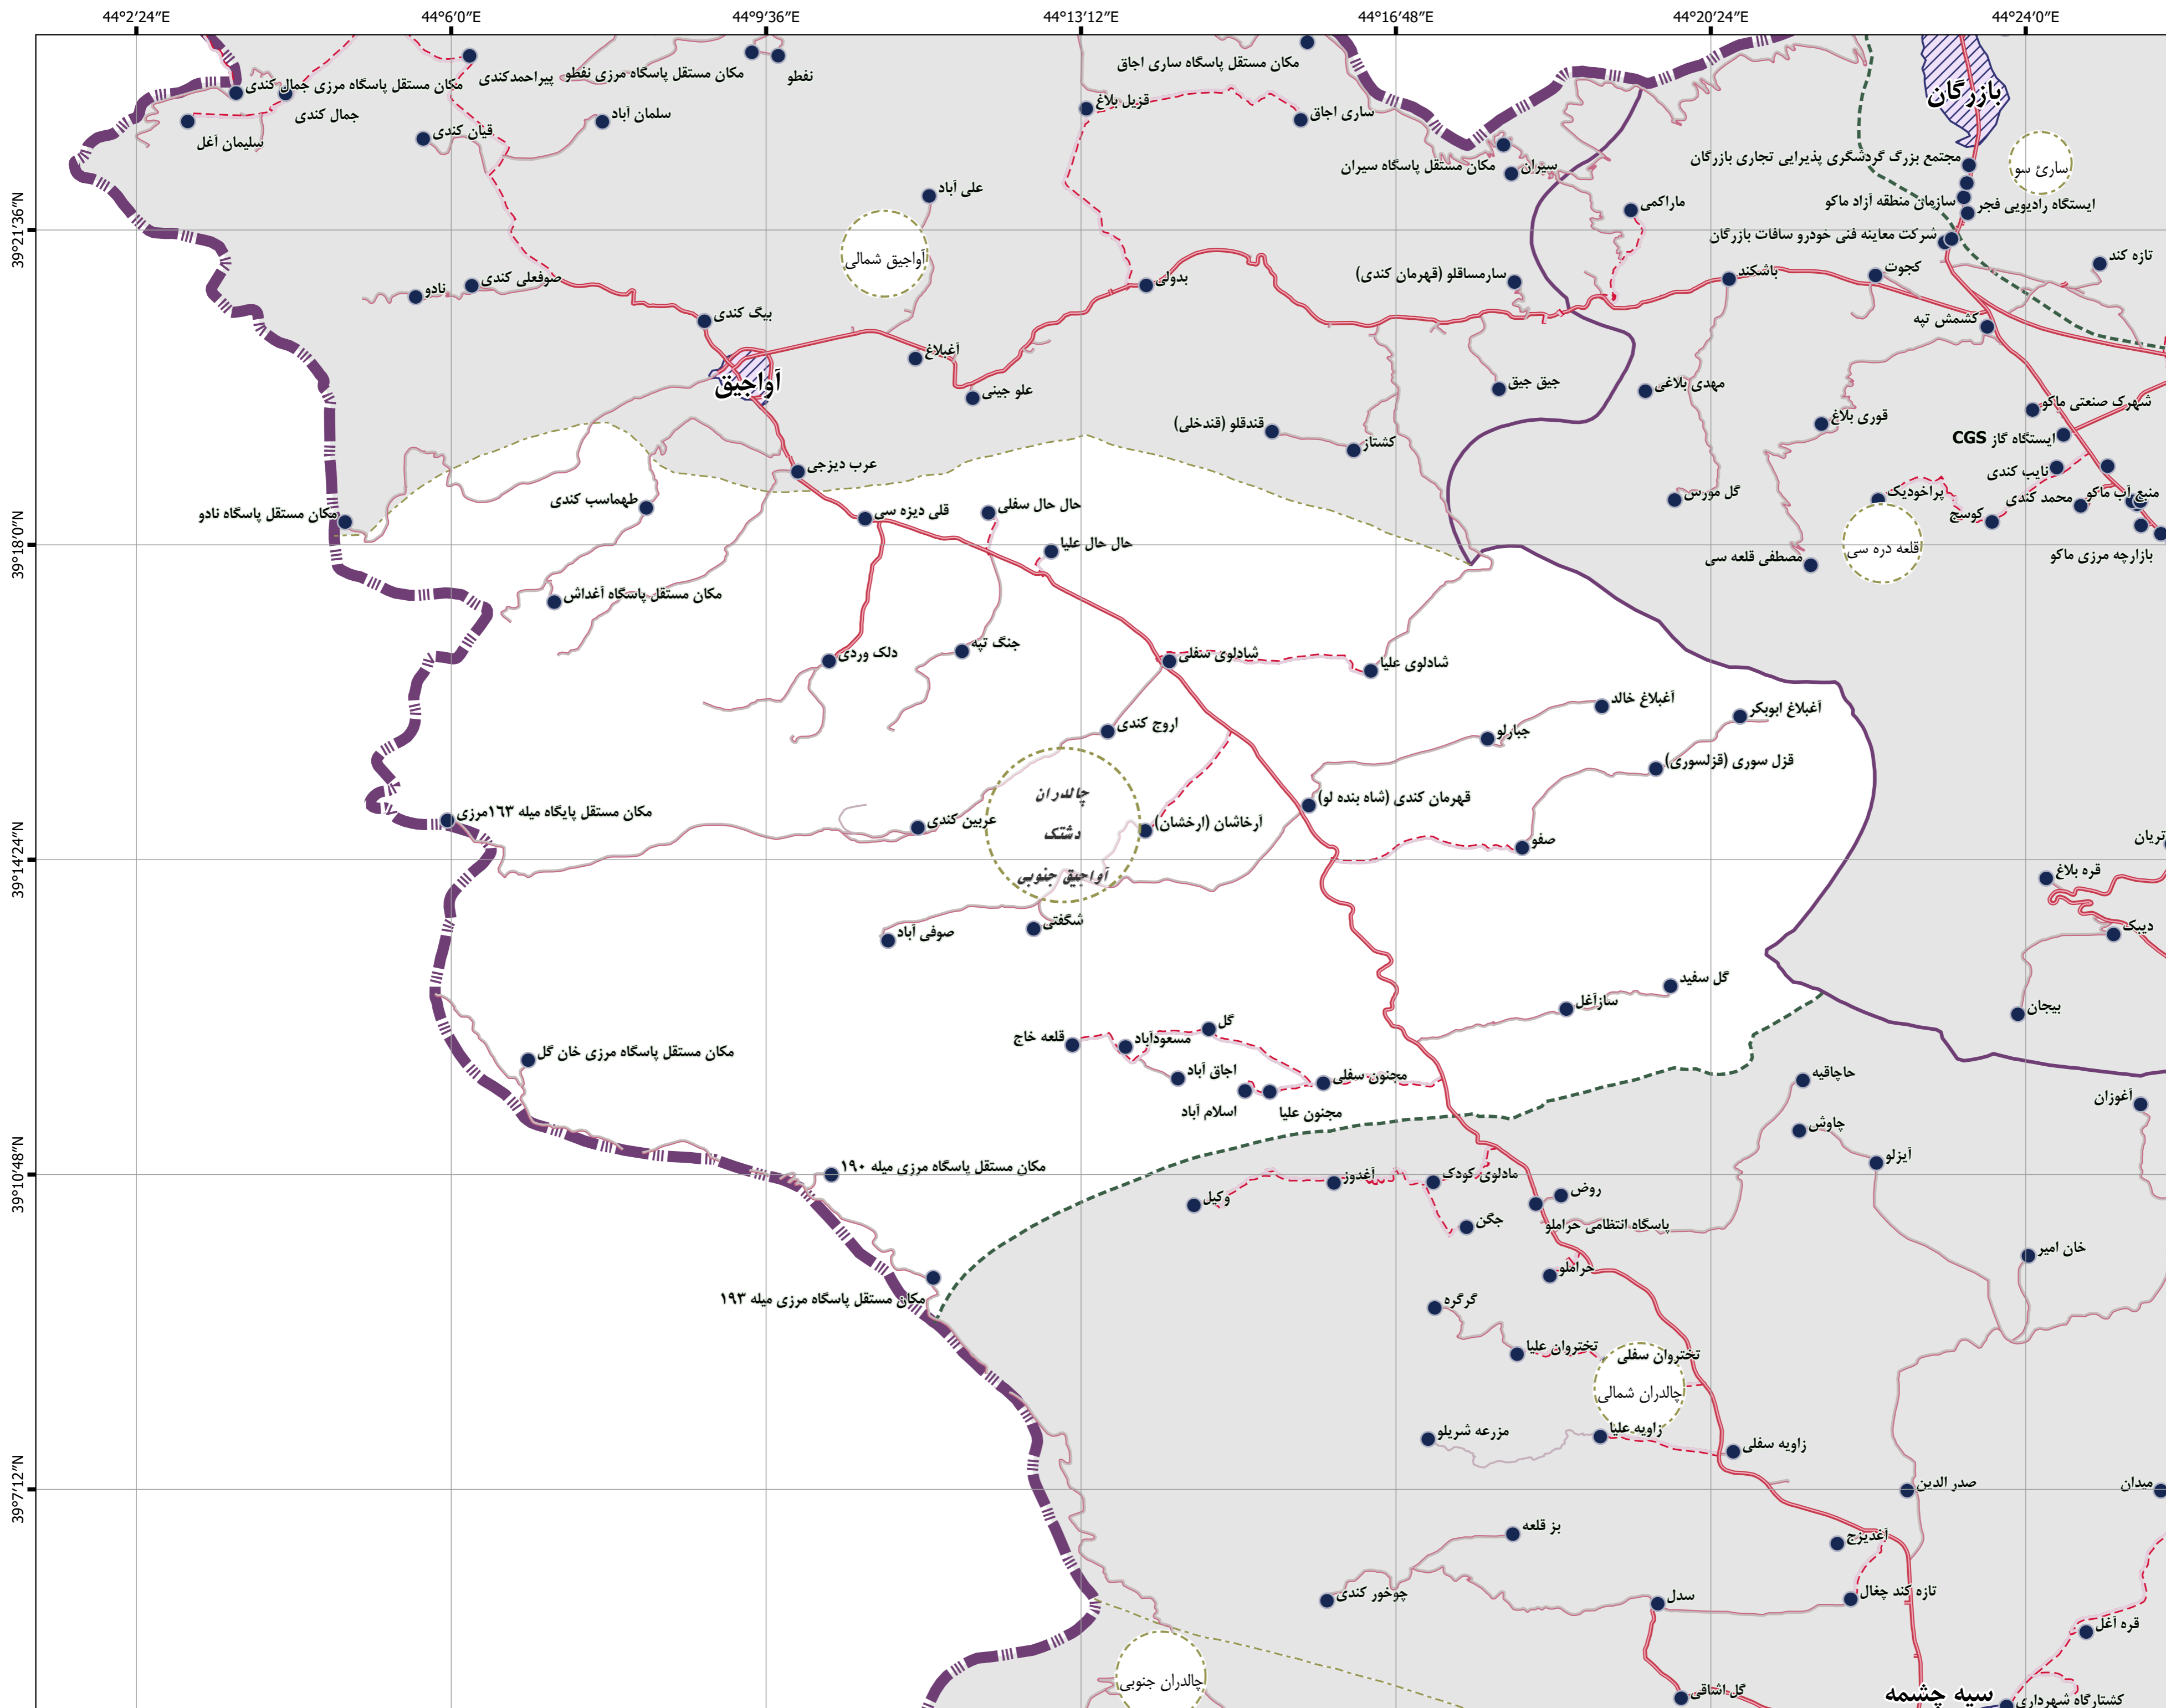 44°2'24"E
44°6'0"E
44°9'36"E
44°13'12"E
44°16'48"E
44°20'24"E
44°24'0"E
39°21'36"N
39°18'0"N
39°14'24"N
39°10'48"N
39°7'12"N
مکان مستقل پاسگاه مرزی جمال کندی
جمال کندی
سلیمان آغل
پیراحمدکندی
مکان مستقل پاسگاه مرزی نفطو
نفطو
قیان کندی
سلمان آباد
مکان مستقل پاسگاه ساری اجاق
قزیل بلاغ
ساری اجاق
مکان مستقل پاسگاه سیران
سیران
ماراکمی
بازرگان
سارئ سو
مجتمع بزرگ گردشگری پذیرایی تجاری بازرگان
سازمان منطقه آزاد ماکو
ایستگاه رادیویی فجر
شرکت معاینه فنی خودرو سافات بازرگان
تازه کند
علی آباد
آواجیق شمالی
نادو
صوفعلی کندی
بیگ کندی
آواجیق
آغبلاغ
علو جینی
بدولی
سارمساقلو (قهرمان کندی)
باشکند
کجوت
کشمش تپه
جیق جیق
مهدی بلاغی
قوری بلاغ
شهرک صنعتی ماکو
ایستگاه گاز CGS
نایب کندی
محمد کندی
منبع آب ماکو
پراخودیک
کوسج
بازارچه مرزی ماکو
قلعه دره سی
مصطفی قلعه سی
گل مورس
قندقلو (قندخلی)
کشتاز
عرب دیزجی
طهماسب کندی
مکان مستقل پاسگاه نادو
قلی دیزه سی
حال حال سفلی
حال حال علیا
مکان مستقل پاسگاه آغداش
دلک وردی
جنگ تپه
شادلوی سفلی
شادلوی علیا
اروج کندی
آغبلاغ خالد
جبارلو
آغبلاغ ابوبکر
قزل سوری (قزلسوری)
قهرمان کندی (شاه بنده لو)
صفو
آرخاشان (ارخشان)
چالدران
دشتک
آواجیق جنوبی
عربین کندی
مکان مستقل پایگاه میله ۱۶۳مرزی
شگفتی
صوفی آباد
قره بلاغ
دیبک
بیجان
گل سفید
سازآغل
گل
قلعه خاج
مسعودآباد
اجاق آباد
اسلام آباد
مجنون علیا
مجنون سفلی
مکان مستقل پاسگاه مرزی خان گل
مکان مستقل پاسگاه مرزی میله ۱۹۰
مکان مستقل پاسگاه مرزی میله ۱۹۳
حاجاقیه
چاوش
آیزلو
آغوزان
خان امیر
وکیل
آغدوز
مادلوی کودک
جگن
روض
پاسگاه انتظامی حراملو
حراملو
گرگره
تختروان علیا
تختروان سفلی
چالدران شمالی
مزرعه شریلو
زاویه علیا
زاویه سفلی
صدر الدین
میدان
بز قلعه
چوخور کندی
سدل
آغدیزج
تازه کند چغال
قره آغل
گل اشاقی
سیه چشمه
کشتارگاه شهرداری
چالدران جنوبی